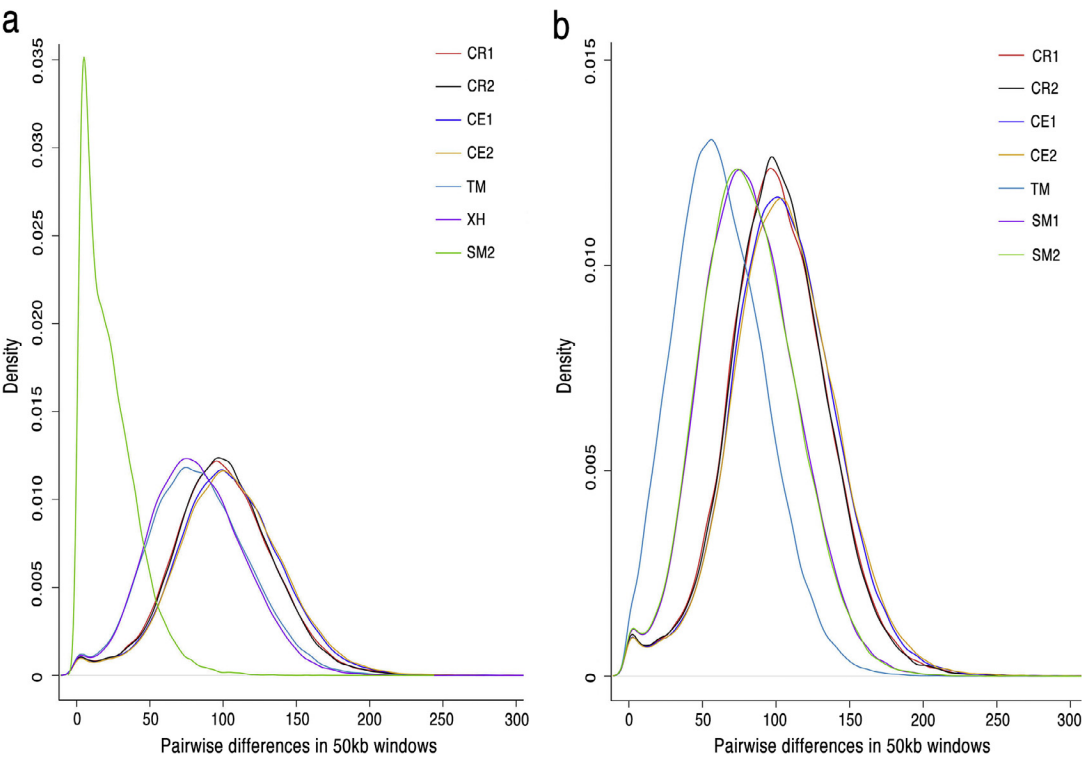 a
0.035
0.030
0.025
0.020
0.015
0.010
0.005
0
Density
0 50 100 150 200 250 300
Pairwise differences in 50kb windows
CR1
CR2
CE1
CE2
TM
XH
SM2
b
0.015
0.010
0.005
0
Density
0 50 100 150 200 250 300
Pairwise differences in 50kb windows
CR1
CR2
CE1
CE2
TM
SM1
SM2